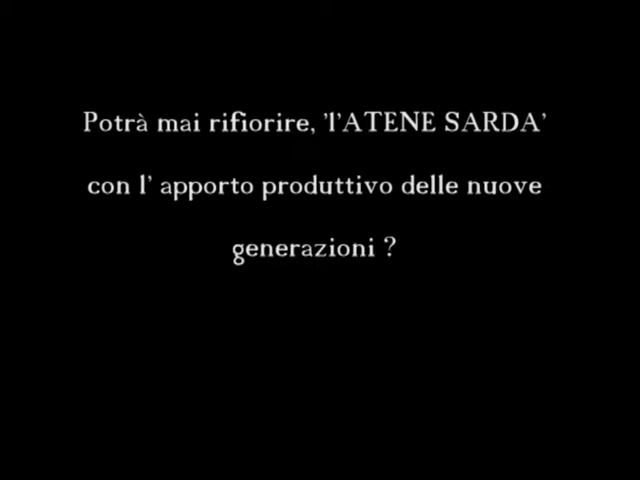 Potrà mai rifiorire, 'l'ATENE SARDA'
con l' apporto produttivo delle nuove
generazioni ?